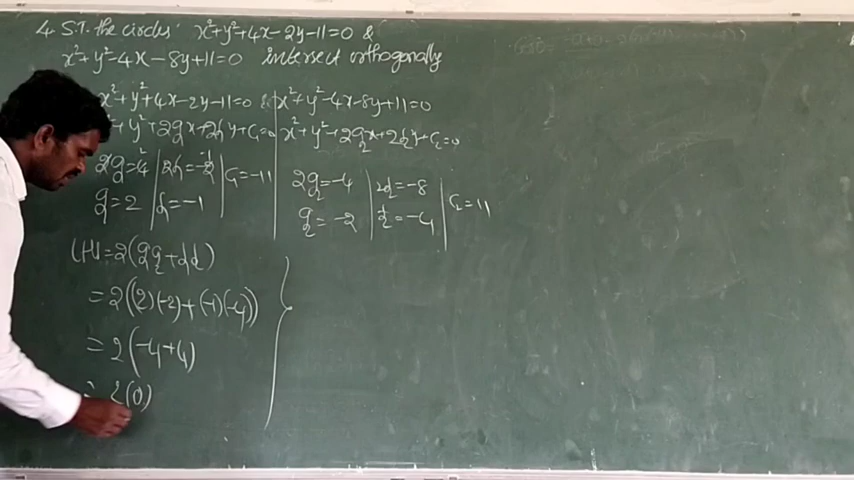 4. S.T. the circles x²+y²+4x-2y-11=0 &
x²+y²-4x-8y+11=0 intersect orthogonally
x²+y²+4x-2y-11=0 & x²+y²-4x-8y+11=0
+y²+2g₁x+2f₁y+c₁=0 x²+y²+2g₂x+2f₂y+c₂=0
2g₁=4 2f₁=-2 c₁=-11 2g₂=-4 2f₂=-8 c₂=11
g₁=2 f₁=-1 g₂=-2 f₂=-4
LHS=2(g₁g₂+f₁f₂)
=2((2)(-2)+(-1)(-4))
=2(-4+4)
=2(0)